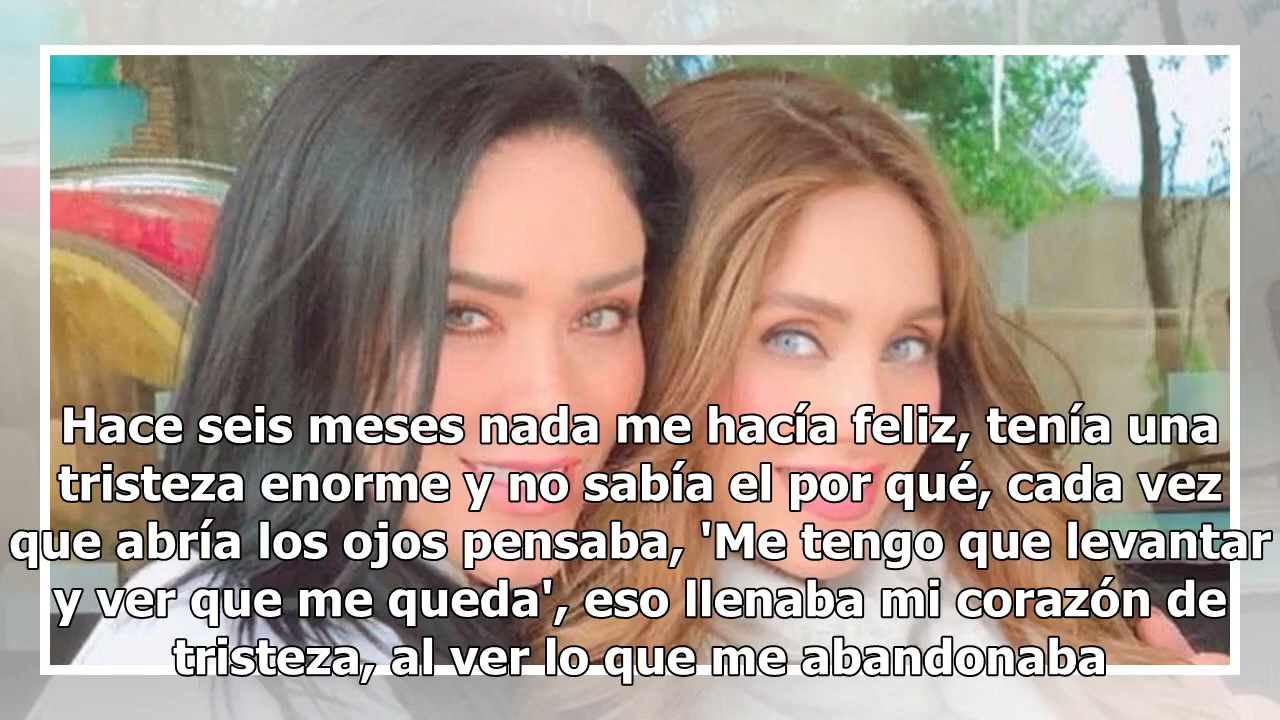 Hace seis meses nada me hacía feliz, tenía una
tristeza enorme y no sabía el por qué, cada vez
que abría los ojos pensaba, 'Me tengo que levantar
y ver que me queda', eso llenaba mi corazón de
tristeza, al ver lo que me abandonaba